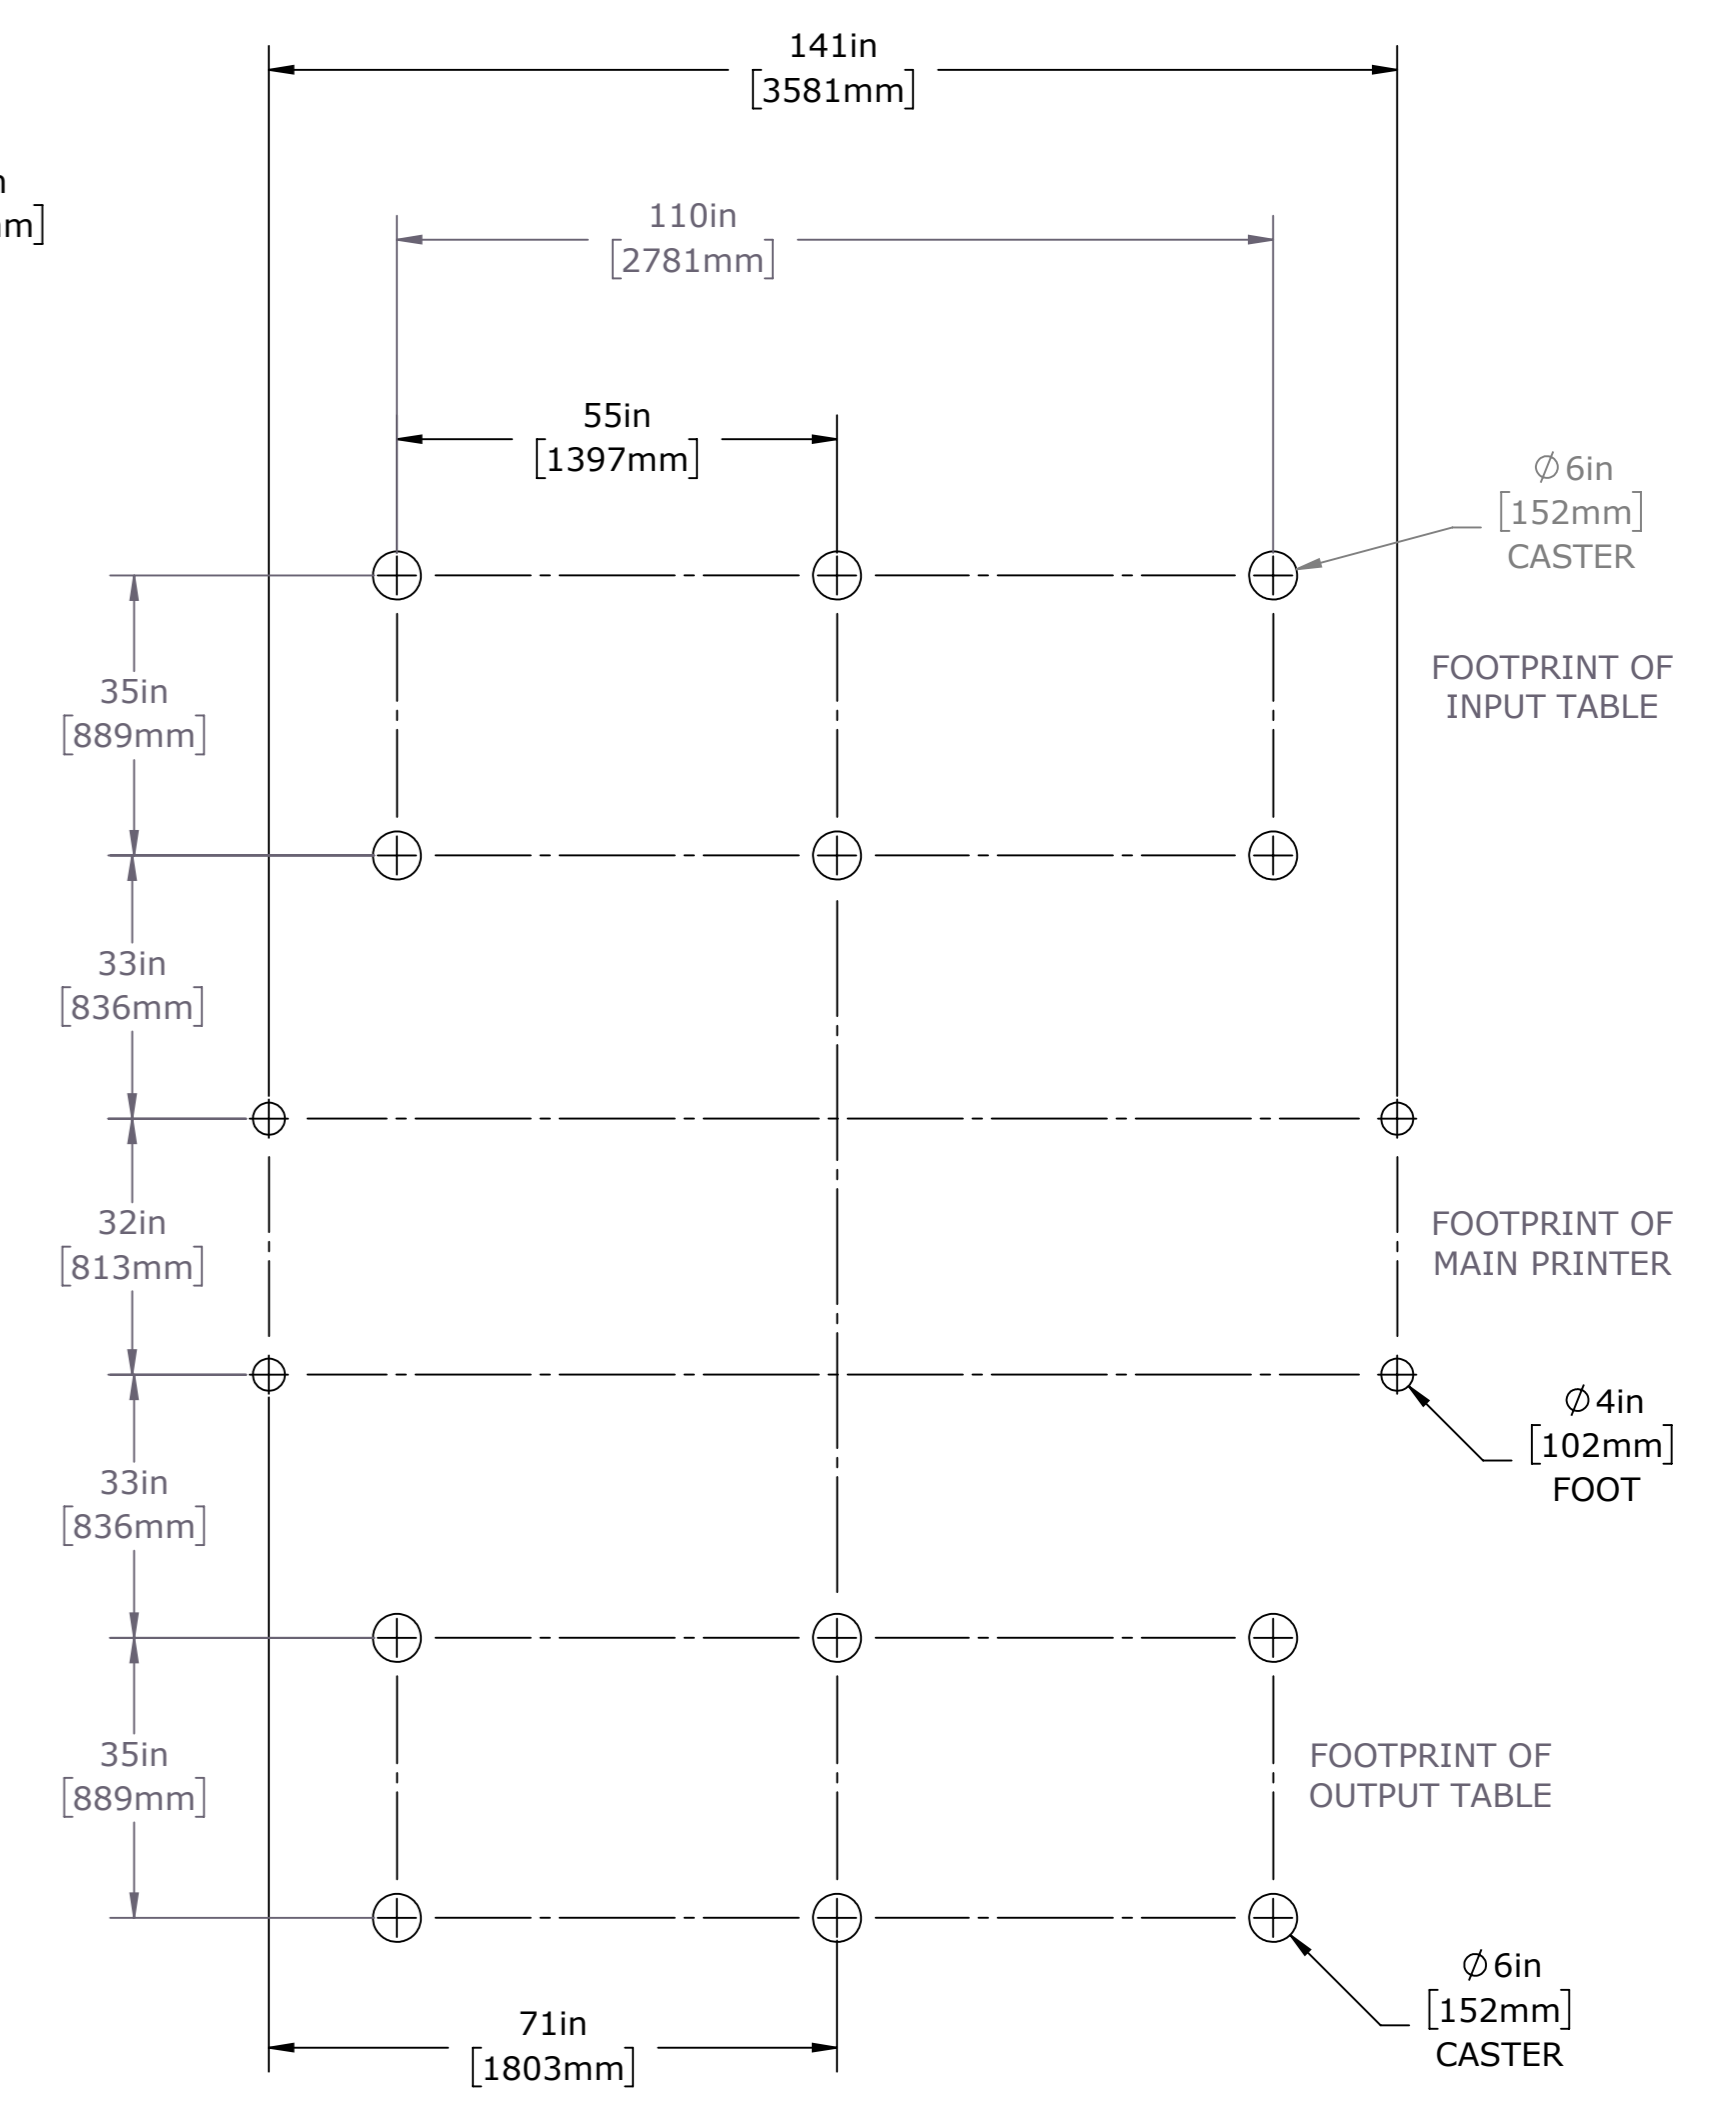 141in
[3581mm]
mm]
110in
[2781mm]
55in
[1397mm]
⌀6in
[152mm]
CASTER
FOOTPRINT OF
INPUT TABLE
35in
[889mm]
33in
[836mm]
32in
[813mm]
FOOTPRINT OF
MAIN PRINTER
⌀4in
[102mm]
FOOT
33in
[836mm]
35in
[889mm]
FOOTPRINT OF
OUTPUT TABLE
⌀6in
[152mm]
CASTER
71in
[1803mm]